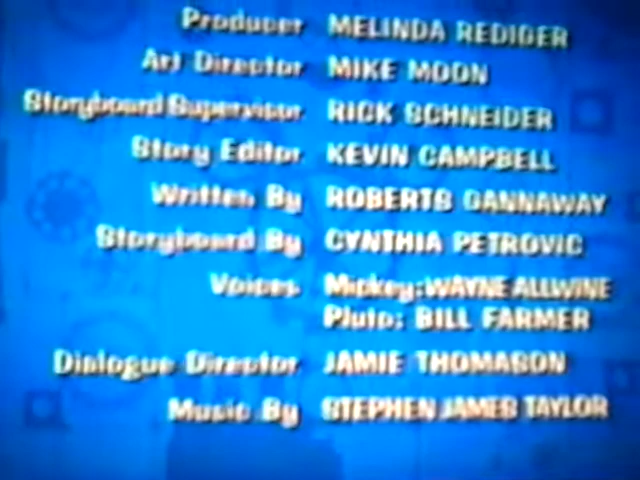 Producer MELINDA REDIGER
Art Director MIKE MOON
Storyboard Supervisor RICK SCHNEIDER
Story Editor KEVIN CAMPBELL
Written By ROBERTS GANNAWAY
Storyboard By CYNTHIA PETROVIC
Voices Mickey: WAYNE ALLWINE
Pluto: BILL FARMER
Dialogue Director JAMIE THOMASON
Music By STEPHEN JAMES TAYLOR